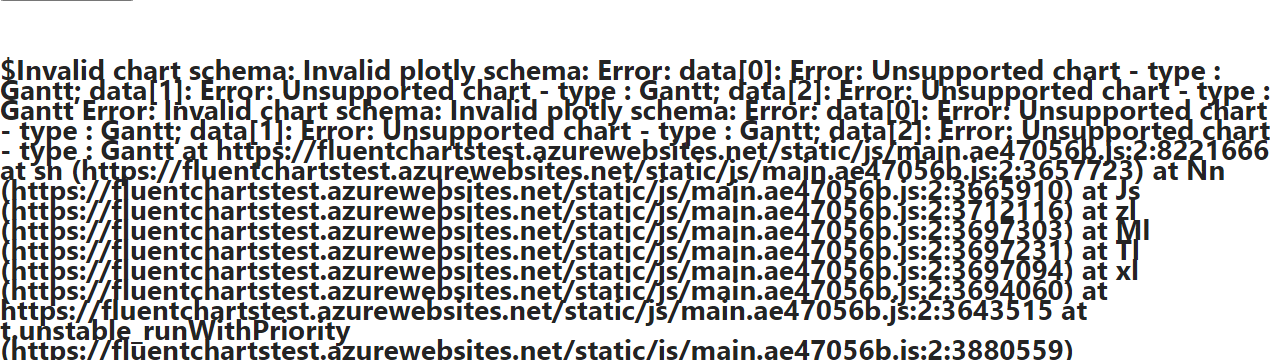 $Invalid chart schema: Invalid plotly schema: Error: data[0]: Error: Unsupported chart - type :
Gantt; data[1]: Error: Unsupported chart - type : Gantt; data[2]: Error: Unsupported chart - type :
Gantt Error: Invalid chart schema: Invalid plotly schema: Error: data[0]: Error: Unsupported chart
- type : Gantt; data[1]: Error: Unsupported chart - type : Gantt; data[2]: Error: Unsupported chart
- type : Gantt at https://fluentchartstest.azurewebsites.net/static/js/main.ae47056b.js:2:8221666
at sh (https://fluentchartstest.azurewebsites.net/static/js/main.ae47056b.js:2:3657723) at Nn
(https://fluentchartstest.azurewebsites.net/static/js/main.ae47056b.js:2:3665910) at Js
(https://fluentchartstest.azurewebsites.net/static/js/main.ae47056b.js:2:3712116) at zl
(https://fluentchartstest.azurewebsites.net/static/js/main.ae47056b.js:2:3697303) at Ml
(https://fluentchartstest.azurewebsites.net/static/js/main.ae47056b.js:2:3697231) at Tl
(https://fluentchartstest.azurewebsites.net/static/js/main.ae47056b.js:2:3697094) at xl
(https://fluentchartstest.azurewebsites.net/static/js/main.ae47056b.js:2:3694060) at
https://fluentchartstest.azurewebsites.net/static/js/main.ae47056b.js:2:3643515 at
t.unstable_runWithPriority
(https://fluentchartstest.azurewebsites.net/static/js/main.ae47056b.js:2:3880559)